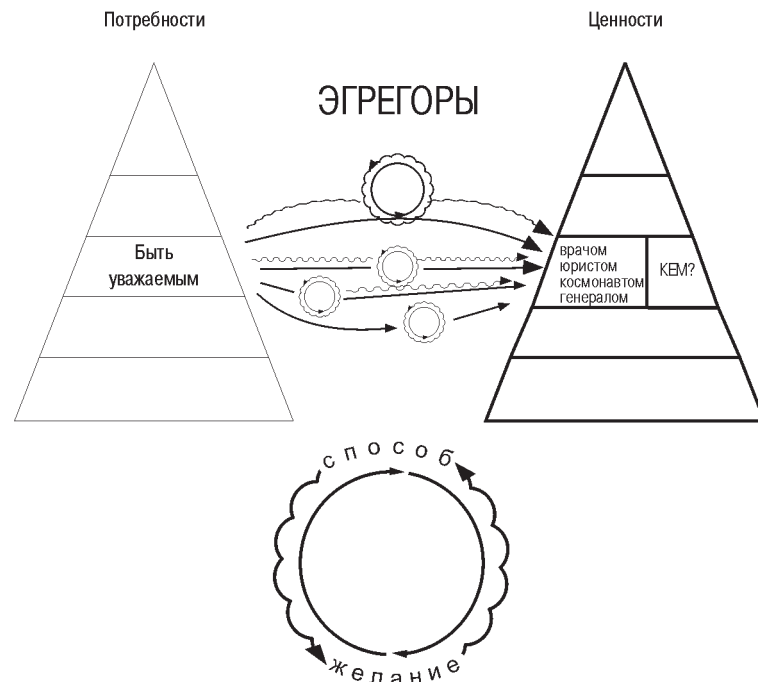 Потребности
Ценности
ЭГРЕГОРЫ
Быть
уважаемым
врачом
юристом
космонавтом
генералом
КЕМ?
способ
желание